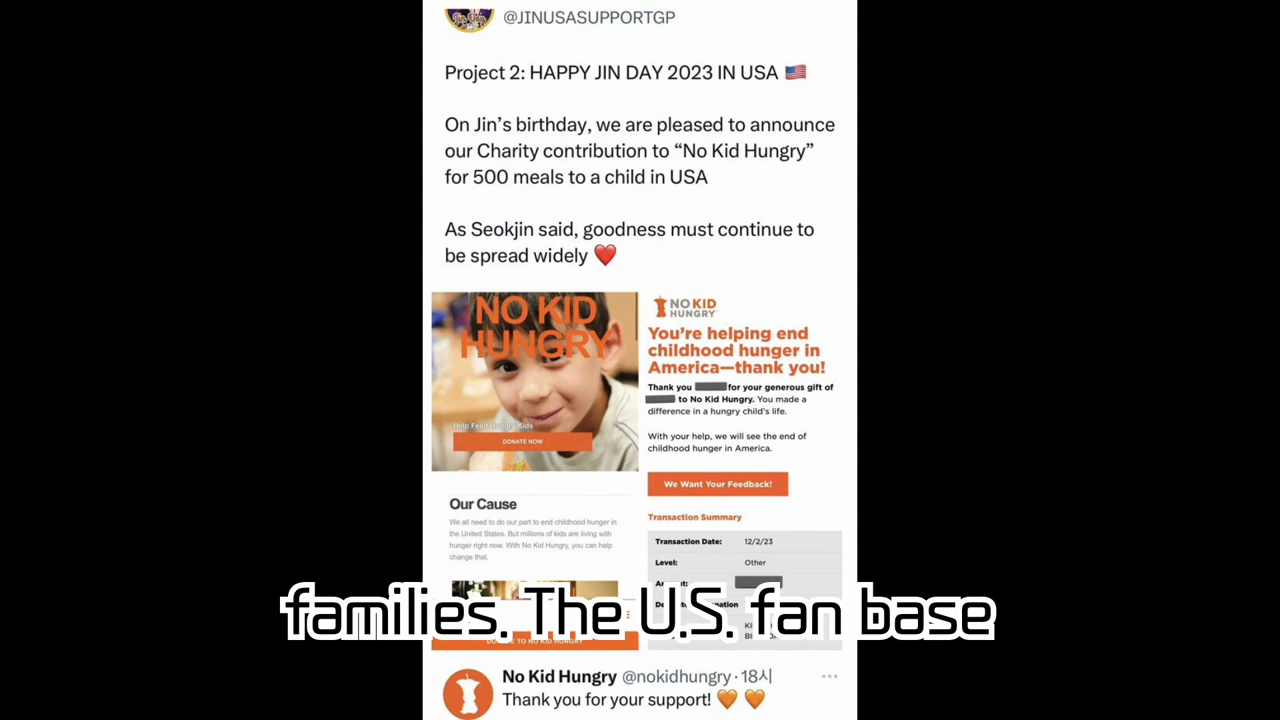 @JINUSASUPPORTGP
Project 2: HAPPY JIN DAY 2023 IN USA 🇺🇸
On Jin's birthday, we are pleased to announce
our Charity contribution to “No Kid Hungry”
for 500 meals to a child in USA
As Seokjin said, goodness must continue to
be spread widely ❤️
NO KID
HUNGRY
Help Feed Hungry Kids
DONATE NOW
Our Cause
We all need to do our part to end childhood hunger in
the United States. But millions of kids are living with
hunger right now. With No Kid Hungry, you can help
change that.
NO KID
HUNGRY
You're helping end
childhood hunger in
America—thank you!
Thank you for your generous gift of
to No Kid Hungry. You made a
difference in a hungry child's life.
With your help, we will see the end of
childhood hunger in America.
We Want Your Feedback!
Transaction Summary
Transaction Date: 12/2/23
Level: Other
families. The U.S. fan base
No Kid Hungry @nokidhungry · 18시
Thank you for your support! 🧡 🧡